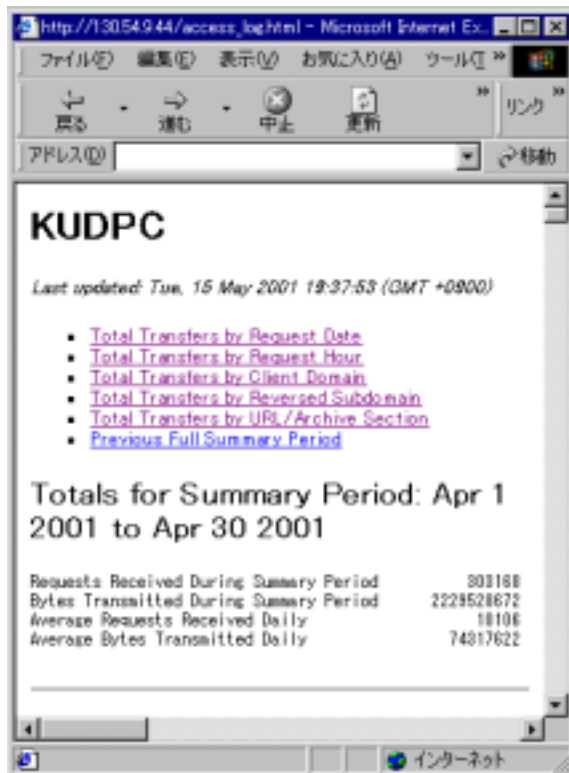 http://130.54.9.44/access_log.html - Microsoft Internet Ex...
ファイル(F) 編集(E) 表示(V) お気に入り(A) ツール(T »
戻る 進む 中止 更新 » リンク »
アドレス(D) 移動
KUDPC
Last updated: Tue, 15 May 2001 19:37:53 (GMT +0900)
Total Transfers by Request Date
Total Transfers by Request Hour
Total Transfers by Client Domain
Total Transfers by Reversed Subdomain
Total Transfers by URL/Archive Section
Previous Full Summary Period
Totals for Summary Period: Apr 1
2001 to Apr 30 2001
Requests Received During Summary Period 303168
Bytes Transmitted During Summary Period 2229528672
Average Requests Received Daily 10106
Average Bytes Transmitted Daily 74317622
インターネット